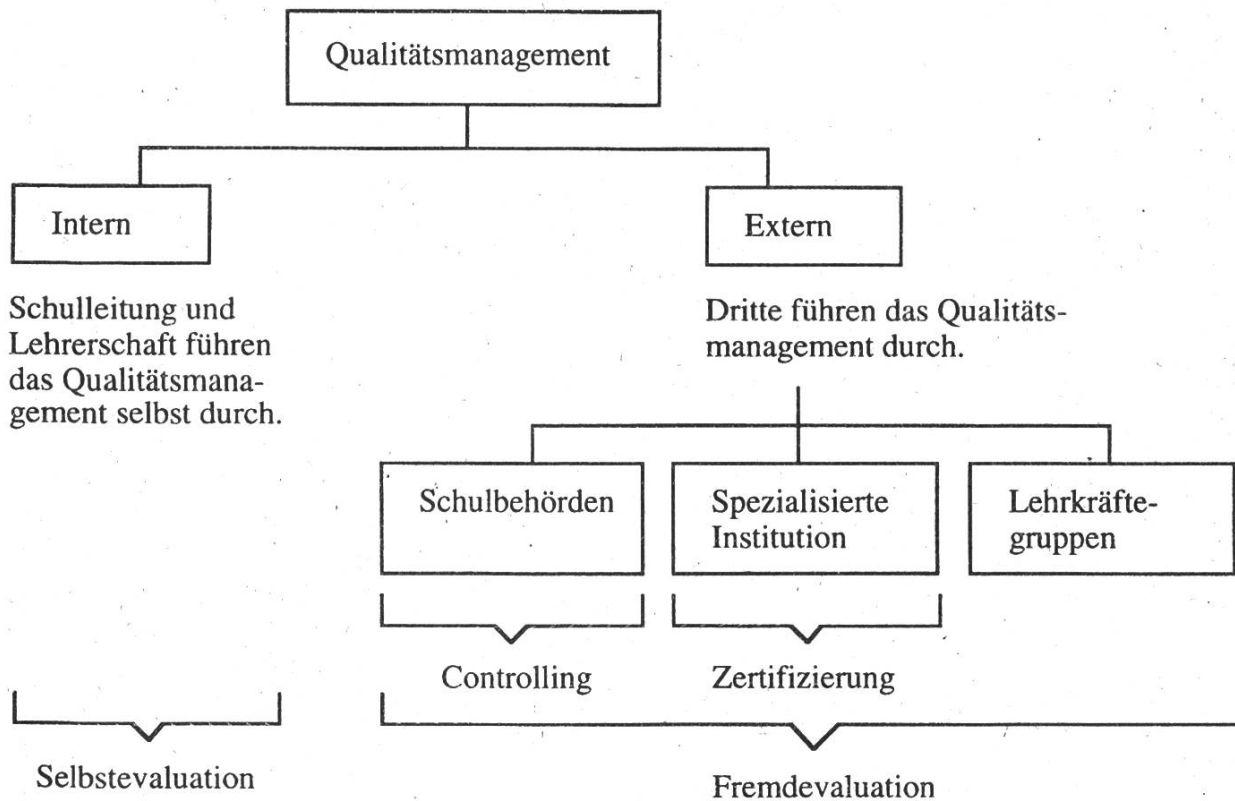 Qualitätsmanagement
Intern
Extern
Schulleitung und
Lehrerschaft führen
das Qualitätsmana-
gement selbst durch.
Dritte führen das Qualitäts-
management durch.
Schulbehörden
Spezialisierte
Institution
Lehrkräfte-
gruppen
Controlling
Zertifizierung
Selbstevaluation
Fremdevaluation